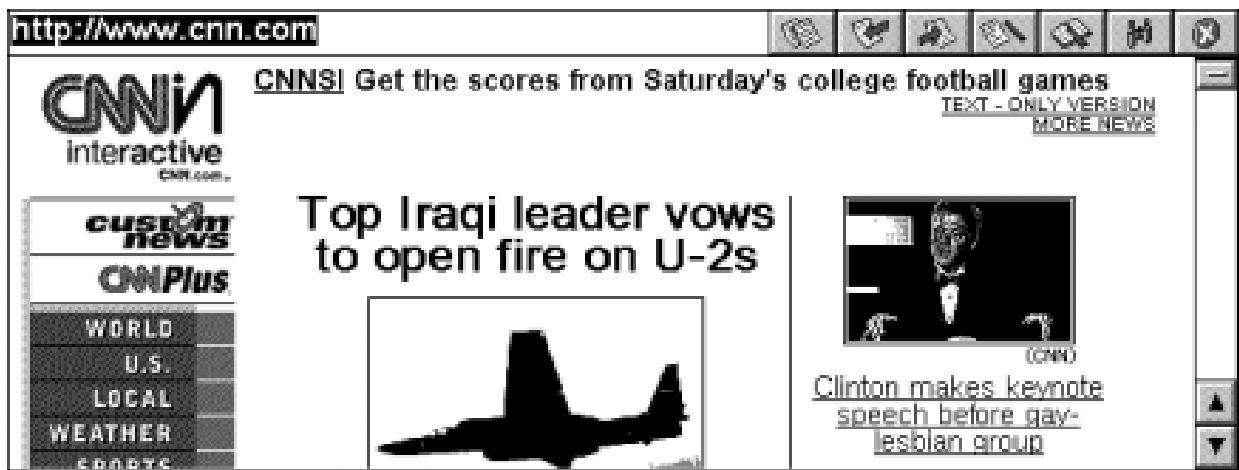 http://www.cnn.com
CNNin
interactive
CNN.com
CNNSI Get the scores from Saturday's college football games
TEXT - ONLY VERSION
MORE NEWS
custom
news
CNNPlus
WORLD
U.S.
LOCAL
WEATHER
SPORTS
Top Iraqi leader vows
to open fire on U-2s
(CNN)
Clinton makes keynote
speech before gay-
lesbian group